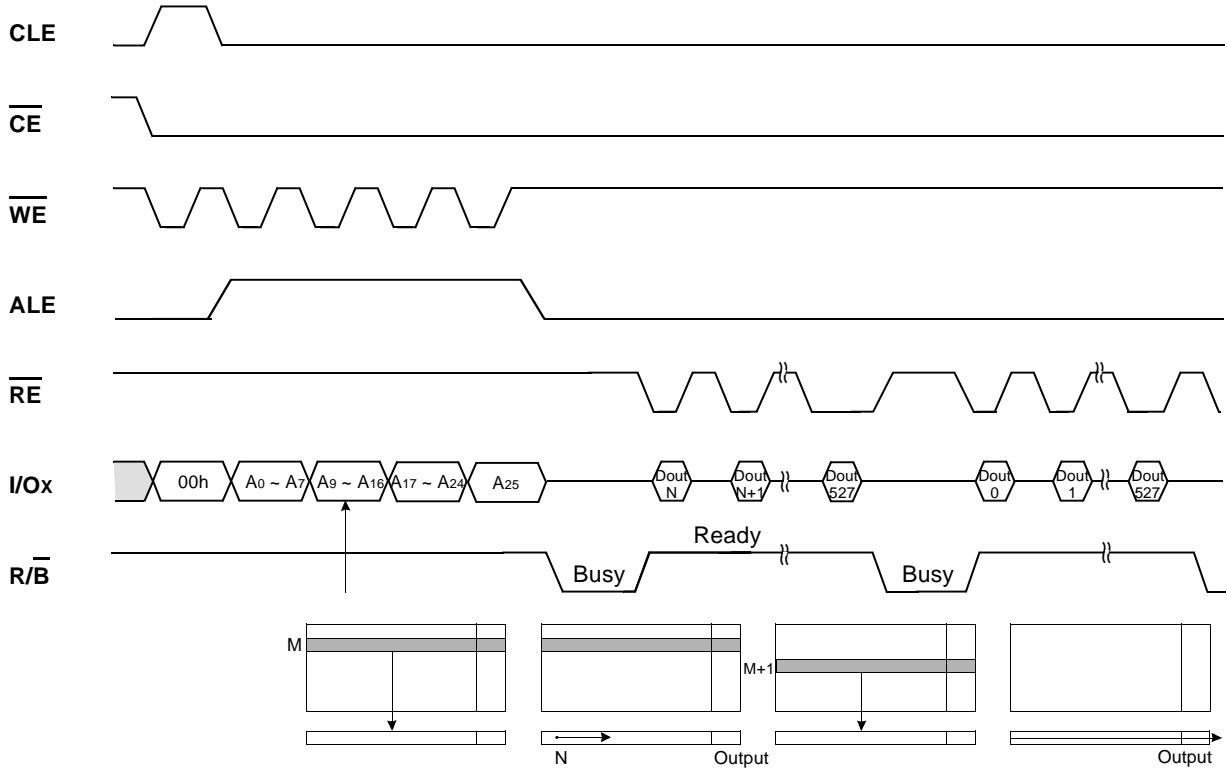 CLE
CE
WE
ALE
RE
I/Ox 00h A0 ~ A7 A9 ~ A16 A17 ~ A24 A25 Dout N Dout N+1 Dout 527 Dout 0 Dout 1 Dout 527
Ready
R/B Busy Busy
M
M+1
N Output Output